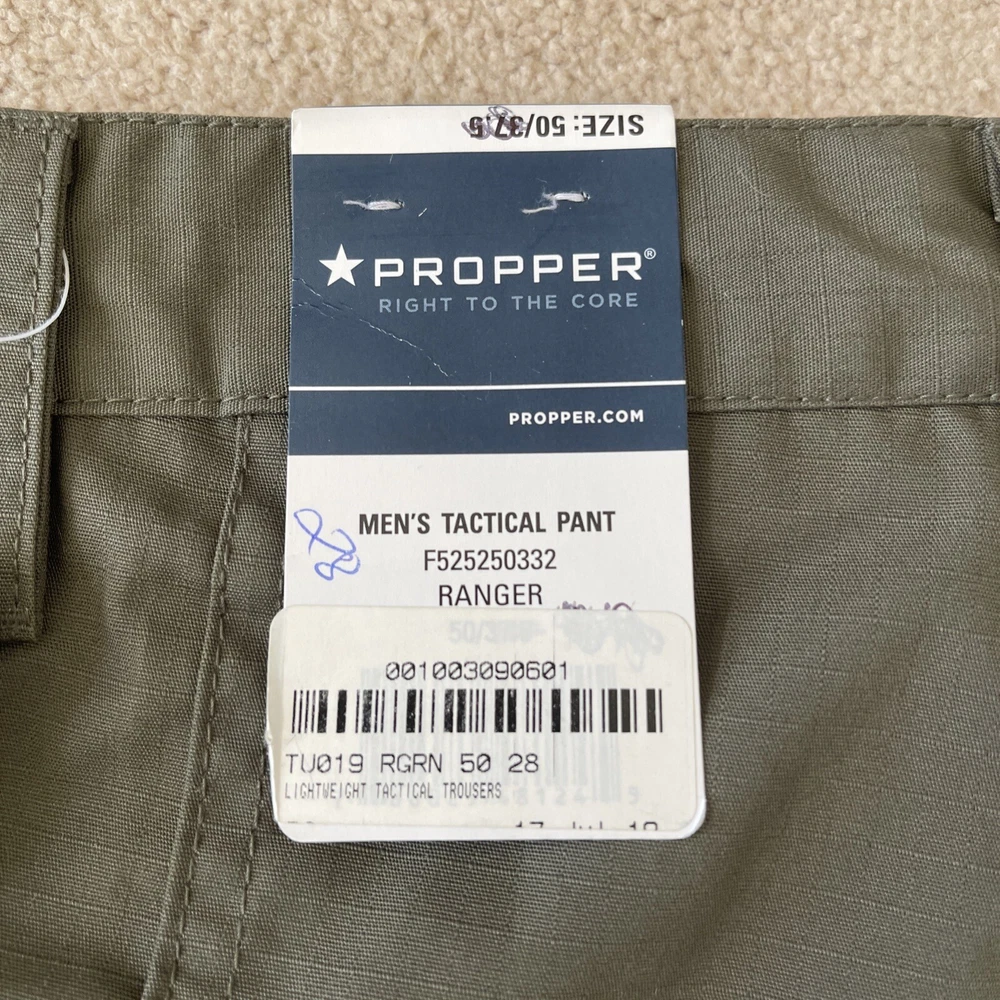 SIZE: 50/37.5
PROPPER®
RIGHT TO THE CORE
PROPPER.COM
MEN'S TACTICAL PANT
F525250332
RANGER
001003090601
TU019 RGRN 50 28
LIGHTWEIGHT TACTICAL TROUSERS